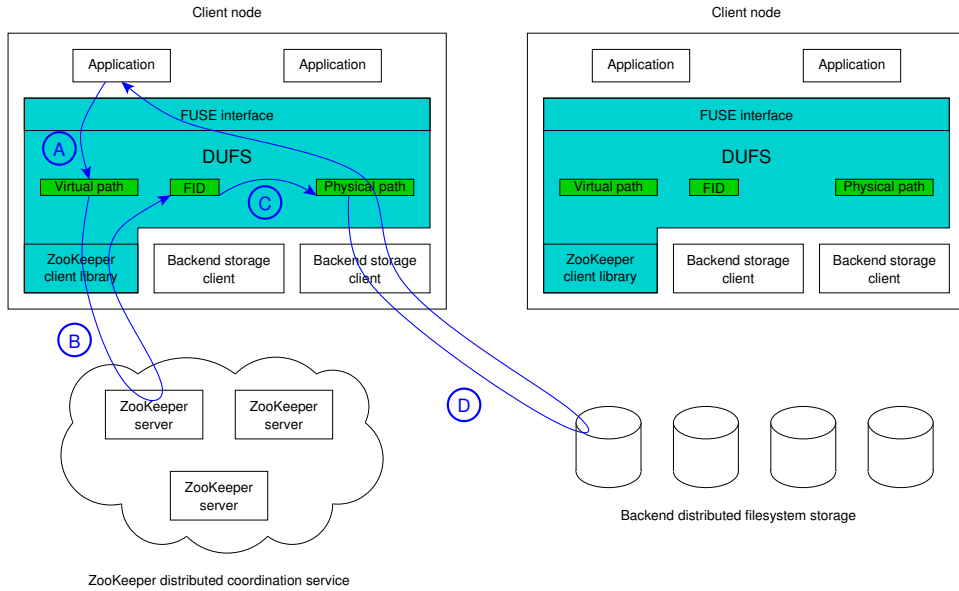 Client node
Client node
Application
Application
Application
Application
FUSE interface
FUSE interface
A
DUFS
DUFS
Virtual path
FID
Physical path
Virtual path
FID
Physical path
C
ZooKeeper
client library
Backend storage
client
Backend storage
client
ZooKeeper
client library
Backend storage
client
Backend storage
client
B
D
ZooKeeper
server
ZooKeeper
server
ZooKeeper
server
Backend distributed filesystem storage
ZooKeeper distributed coordination service